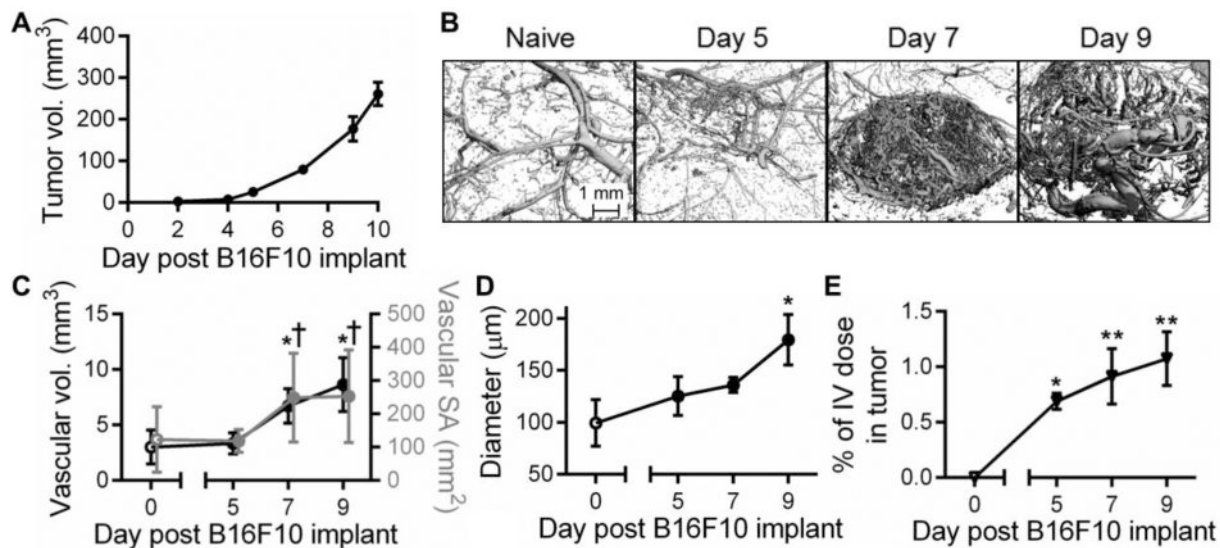 A
Tumor vol. (mm³)
400
300
200
100
0
0 2 4 6 8 10
Day post B16F10 implant
B
Naive Day 5 Day 7 Day 9
1 mm
C
Vascular vol. (mm³)
15
10
5
0
*† *†
500
400
300
200
100
0
Vascular SA (mm²)
0 5 7 9
Day post B16F10 implant
D
Diameter (µm)
200
150
100
50
*
0 5 7 9
Day post B16F10 implant
E
% of IV dose
in tumor
1.5
1.0
0.5
0.0
* ** **
0 5 7 9
Day post B16F10 implant